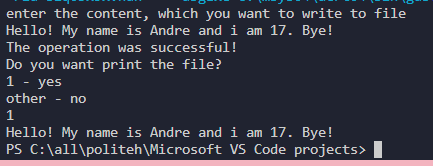 enter the content, which you want to write to file
Hello! My name is Andre and i am 17. Bye!
The operation was successful!
Do you want print the file?
1 - yes
other - no
1
Hello! My name is Andre and i am 17. Bye!
PS C:\all\politeh\Microsoft VS Code projects>